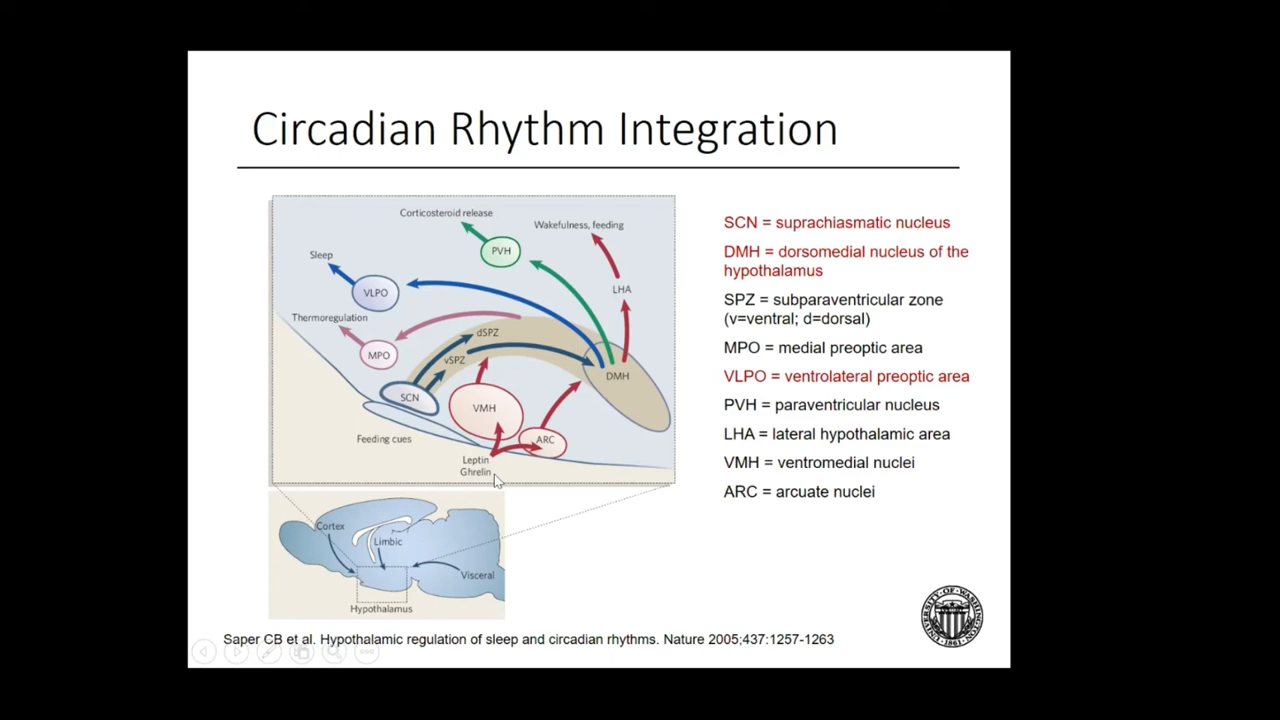 Circadian Rhythm Integration
Corticosteroid release
Wakefulness, feeding
PVH
Sleep
LHA
VLPO
Thermoregulation
dSPZ
MPO
vSPZ
DMH
SCN
VMH
Feeding cues
ARC
Leptin
Ghrelin
Cortex
Limbic
Visceral
Hypothalamus
SCN = suprachiasmatic nucleus
DMH = dorsomedial nucleus of the
hypothalamus
SPZ = subparaventricular zone
(v=ventral; d=dorsal)
MPO = medial preoptic area
VLPO = ventrolateral preoptic area
PVH = paraventricular nucleus
LHA = lateral hypothalamic area
VMH = ventromedial nuclei
ARC = arcuate nuclei
UNIVERSITY OF WASHINGTON
1861
Saper CB et al. Hypothalamic regulation of sleep and circadian rhythms. Nature 2005;437:1257-1263